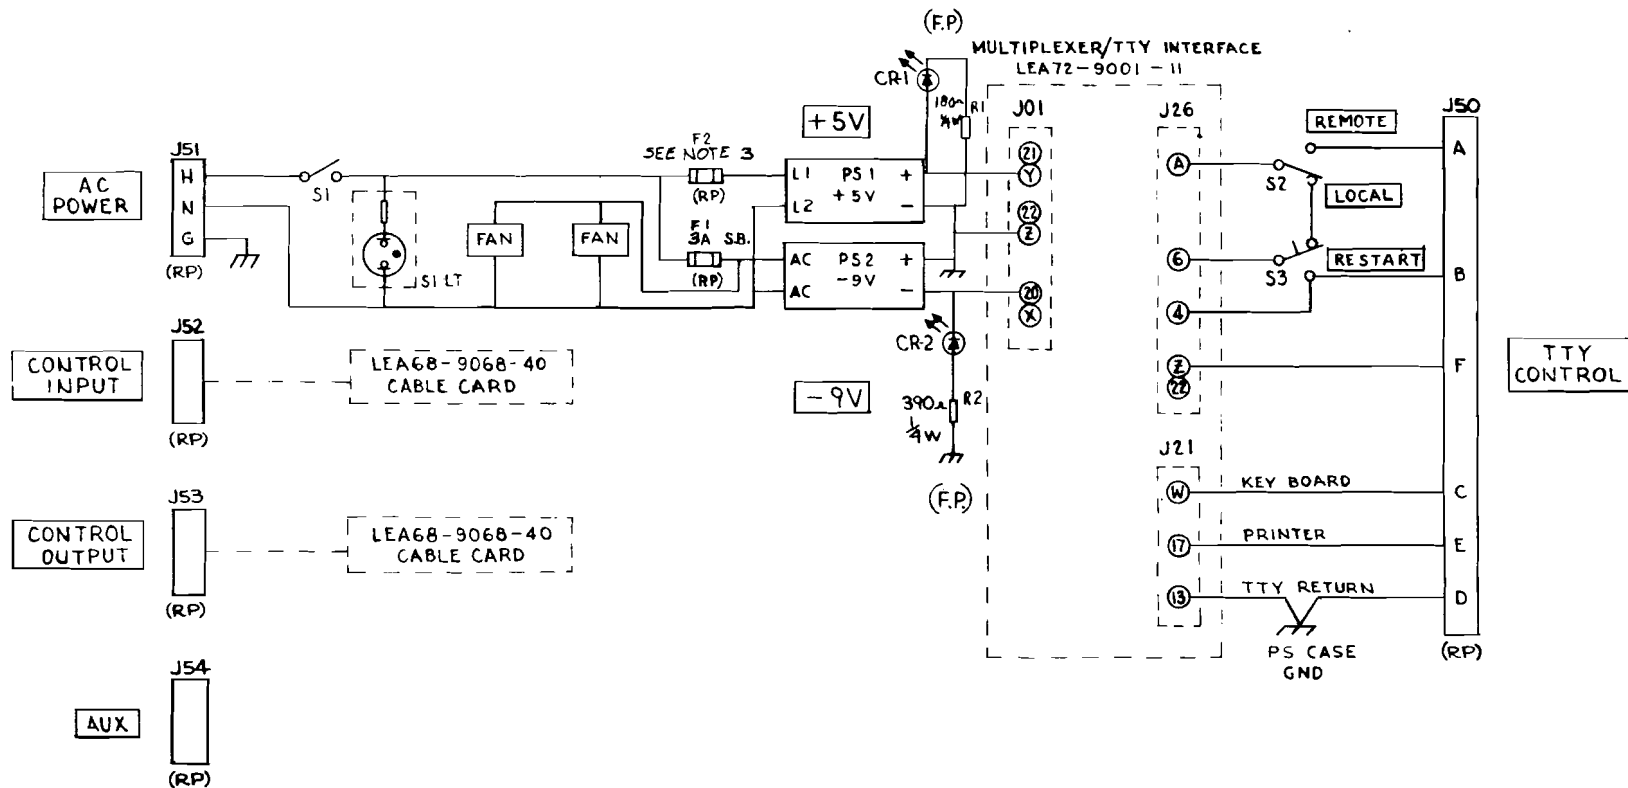 (F.P)
MULTIPLEXER/TTY INTERFACE
LEA72-9001-11
CR-1
180Ω
¼W
R1
+5V
J01
J26
J50
REMOTE
J51
AC
POWER
H
N
G
(RP)
S1
S1 LT
FAN
FAN
F2
SEE NOTE 3
(RP)
F1
3A S.B.
(RP)
L1
L2
PS1
+5V
+
-
AC
AC
PS2
-9V
+
-
21
Y
22
Z
20
X
A
6
4
Z
22
S2
LOCAL
S3
RESTART
A
B
F
C
E
D
(RP)
TTY
CONTROL
J52
CONTROL
INPUT
(RP)
LEA68-9068-40
CABLE CARD
CR-2
-9V
390Ω
¼W
R2
(F.P.)
J21
W
17
13
KEY BOARD
PRINTER
TTY RETURN
PS CASE
GND
J53
CONTROL
OUTPUT
(RP)
LEA68-9068-40
CABLE CARD
J54
AUX
(RP)